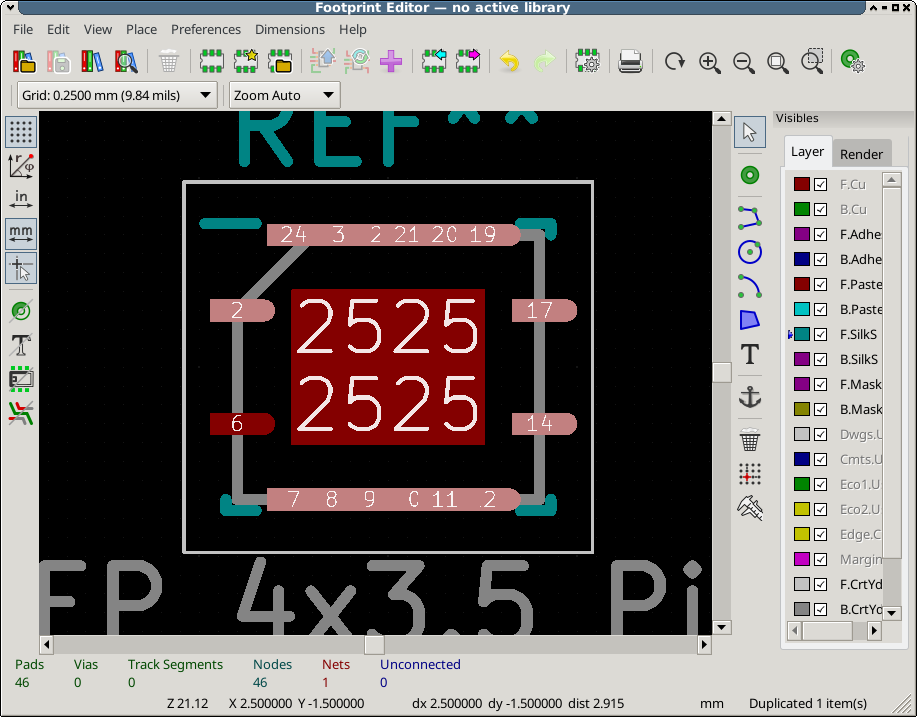 Footprint Editor — no active library
File Edit View Place Preferences Dimensions Help
Grid: 0.2500 mm (9.84 mils)
Zoom Auto
in
mm
REF**
24 3 2 21 20 19
2
17
2525
2525
6
14
7 8 9 0 11 2
FP 4x3.5 Pi
Visibles
Layer
Render
F.Cu
B.Cu
F.Adhe
B.Adhe
F.Paste
B.Paste
F.SilkS
B.SilkS
F.Mask
B.Mask
Dwgs.U
Cmts.U
Eco1.U
Eco2.U
Edge.C
Margin
F.CrtYd
B.CrtYd
Pads Vias Track Segments Nodes Nets Unconnected
46 0 0 46 1 0
Z 21.12 X 2.500000 Y -1.500000 dx 2.500000 dy -1.500000 dist 2.915 mm Duplicated 1 item(s)